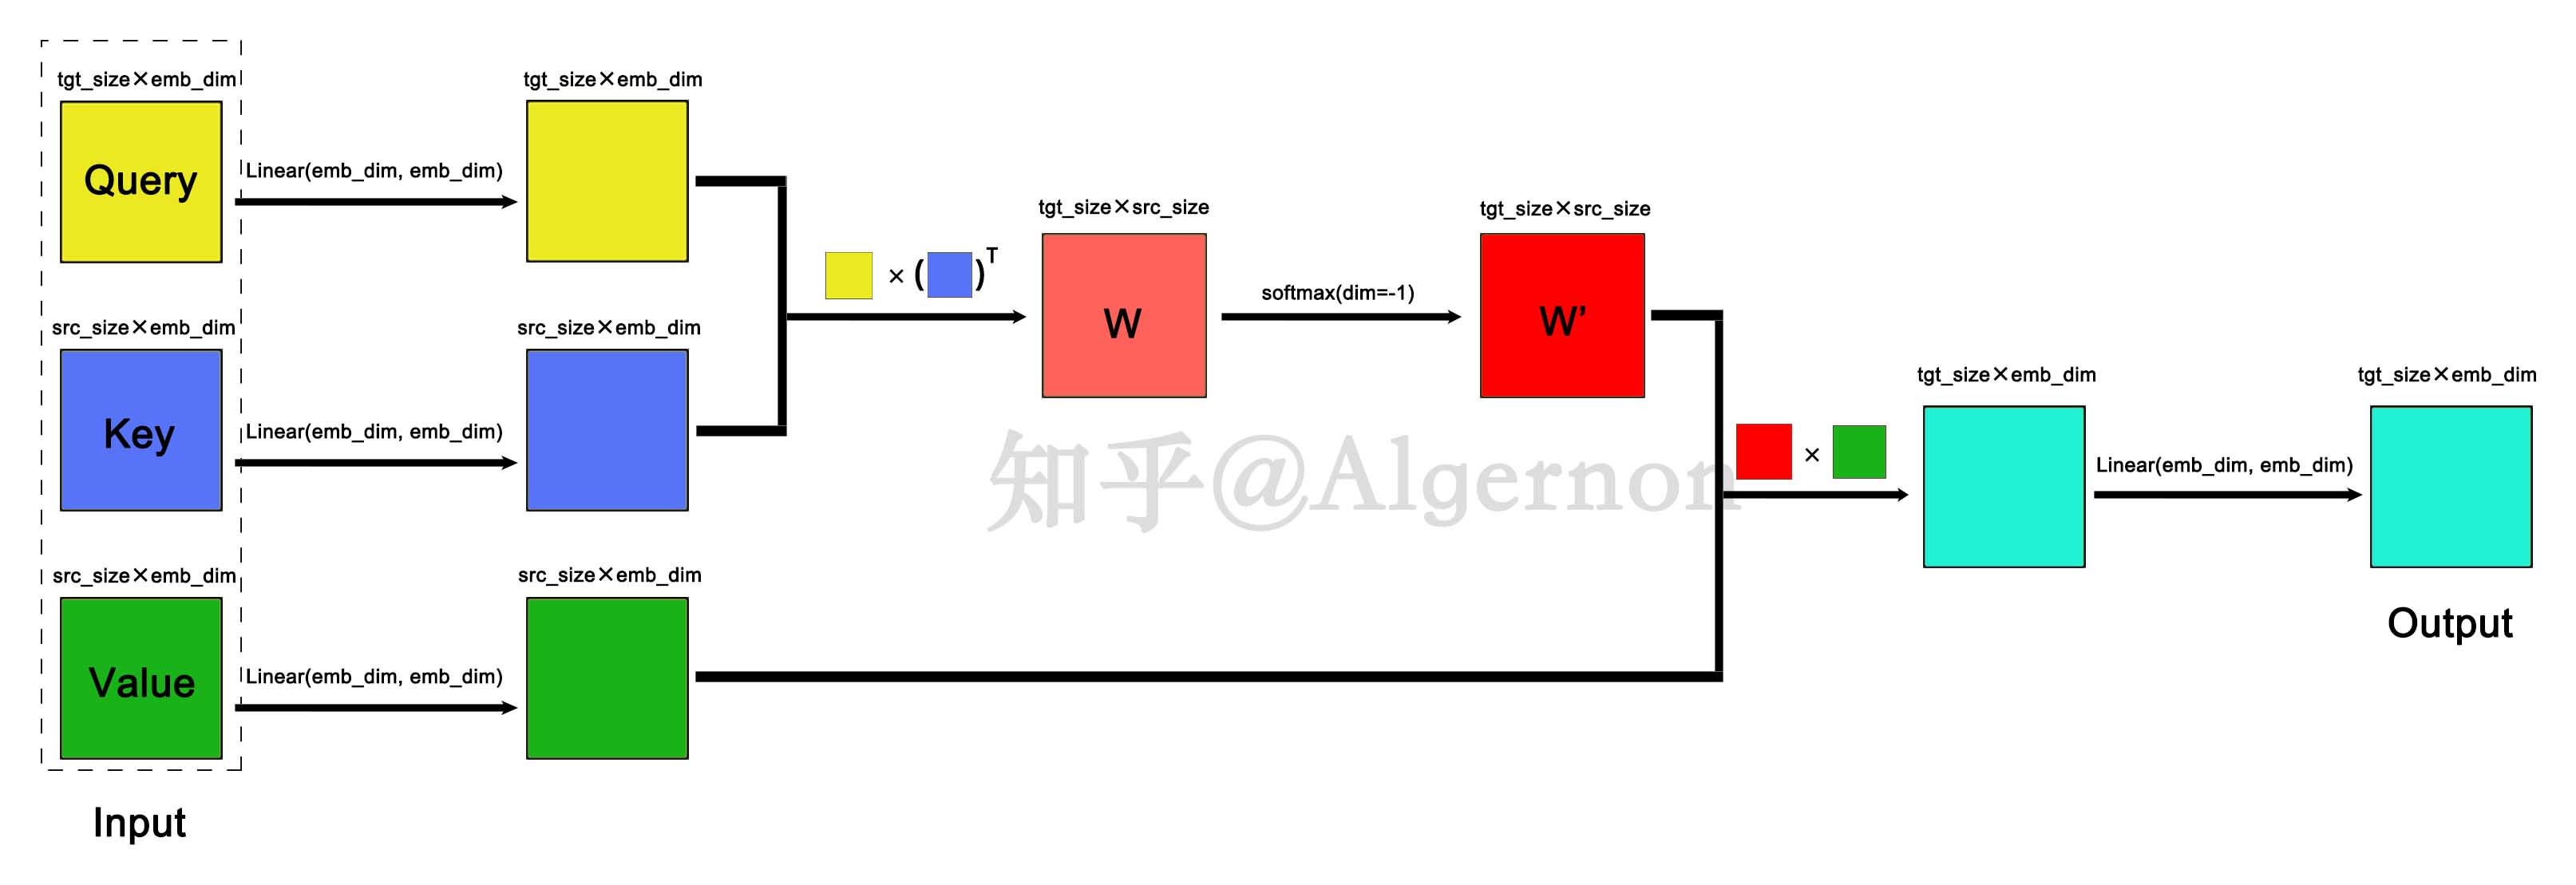 tgt_size×emb_dim
Query
Linear(emb_dim, emb_dim)
tgt_size×emb_dim
src_size×emb_dim
Key
Linear(emb_dim, emb_dim)
src_size×emb_dim
src_size×emb_dim
Value
Linear(emb_dim, emb_dim)
src_size×emb_dim
Input
× ( )T
tgt_size×src_size
W
softmax(dim=-1)
tgt_size×src_size
W’
×
tgt_size×emb_dim
Linear(emb_dim, emb_dim)
tgt_size×emb_dim
Output
知乎@Algernon